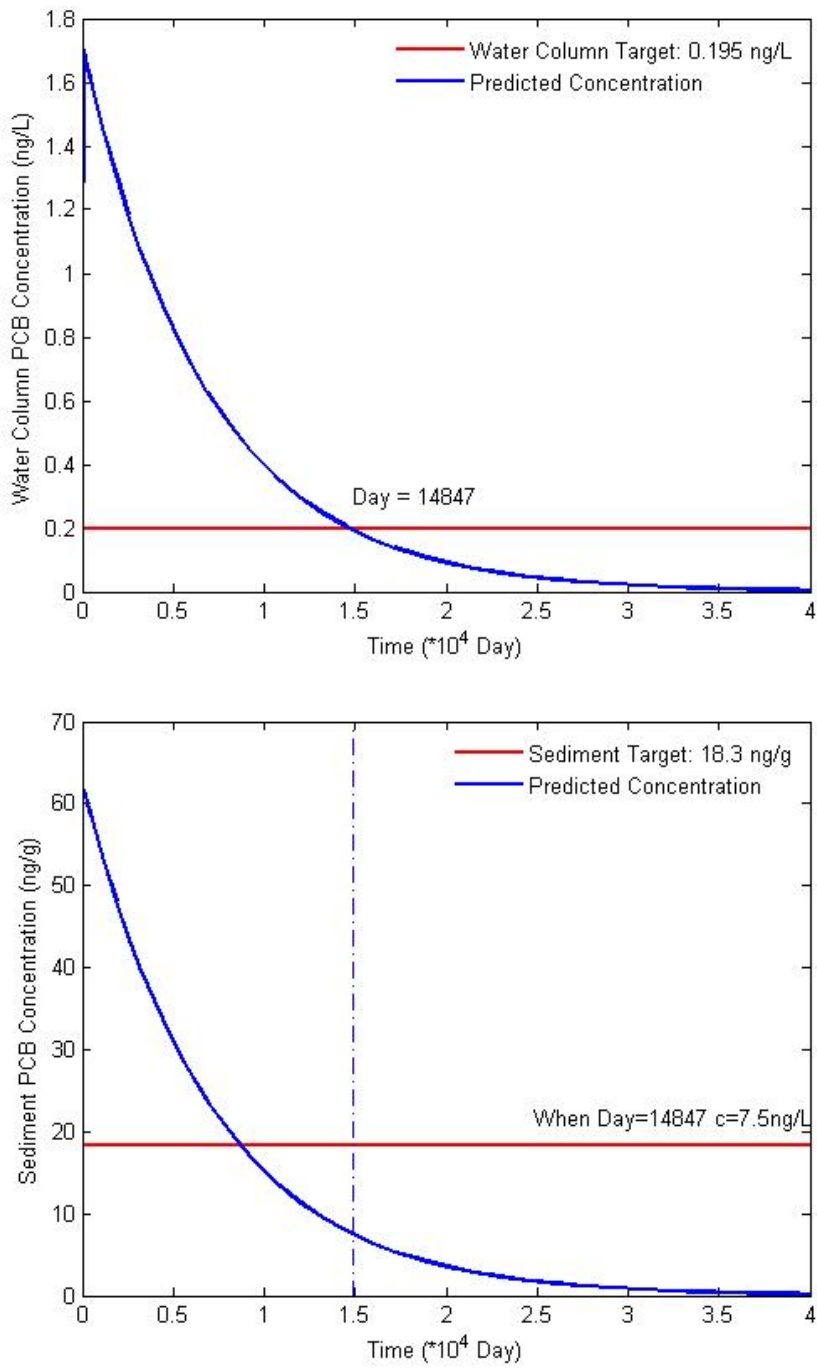 1.8
Water Column Target: 0.195 ng/L
Predicted Concentration
1.6
1.4
1.2
1
0.8
0.6
0.4
0.2
0
Water Column PCB Concentration (ng/L)
Day = 14847
0 0.5 1 1.5 2 2.5 3 3.5 4
Time (*10^4 Day)
70
Sediment Target: 18.3 ng/g
Predicted Concentration
60
50
40
30
20
10
0
Sediment PCB Concentration (ng/g)
When Day=14847 c=7.5ng/L
0 0.5 1 1.5 2 2.5 3 3.5 4
Time (*10^4 Day)